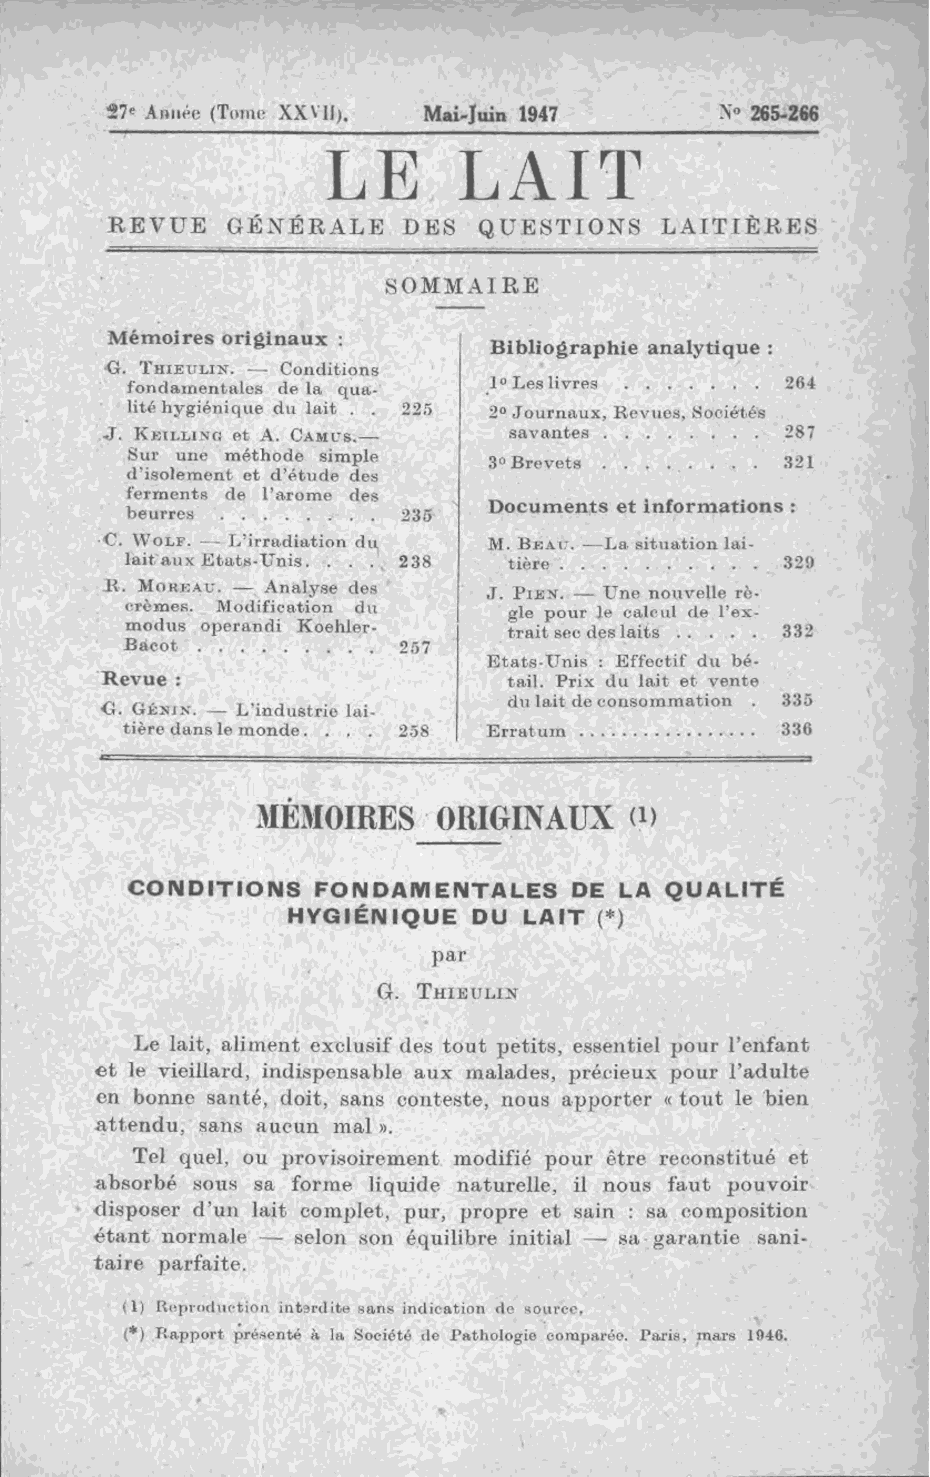 27e Année (Tome XXVII). Mai-Juin 1947 No 265-266
LE LAIT
REVUE GÉNÉRALE DES QUESTIONS LAITIÈRES
SOMMAIRE
Mémoires originaux :
G. THIEULIN. — Conditions
fondamentales de la qua-
lité hygiénique du lait . . 225
J. KEILLING et A. CAMUS.—
Sur une méthode simple
d'isolement et d'étude des
ferments de l'arome des
beurres . . . . . . . . 235
C. WOLF. — L'irradiation du
lait aux Etats-Unis. . . . . 238
R. MOREAU. — Analyse des
crèmes. Modification du
modus operandi Koehler-
Bacot . . . . . . . . . 257
Revue :
G. GÉNIN. — L'industrie lai-
tière dans le monde. . . . 258
Bibliographie analytique :
1o Les livres . . . . . . . 264
2o Journaux, Revues, Sociétés
savantes . . . . . . . . 287
3o Brevets . . . . . . . . 321
Documents et informations :
M. BEAU. —La situation lai-
tière . . . . . . . . . . 329
J. PIEN. — Une nouvelle rè-
gle pour le calcul de l'ex-
trait sec des laits . . . . . 332
Etats-Unis : Effectif du bé-
tail. Prix du lait et vente
du lait de consommation . 335
Erratum . . . . . . . . . . . . . . . . . 336
MÉMOIRES ORIGINAUX (1)
CONDITIONS FONDAMENTALES DE LA QUALITÉ
HYGIÉNIQUE DU LAIT (*)
par
G. THIEULIN
Le lait, aliment exclusif des tout petits, essentiel pour l'enfant
et le vieillard, indispensable aux malades, précieux pour l'adulte
en bonne santé, doit, sans conteste, nous apporter « tout le bien
attendu, sans aucun mal ».
Tel quel, ou provisoirement modifié pour être reconstitué et
absorbé sous sa forme liquide naturelle, il nous faut pouvoir
disposer d'un lait complet, pur, propre et sain : sa composition
étant normale — selon son équilibre initial — sa garantie sani-
taire parfaite.
(1) Reproduction interdite sans indication de source.
(*) Rapport présenté à la Société de Pathologie comparée. Paris, mars 1946.